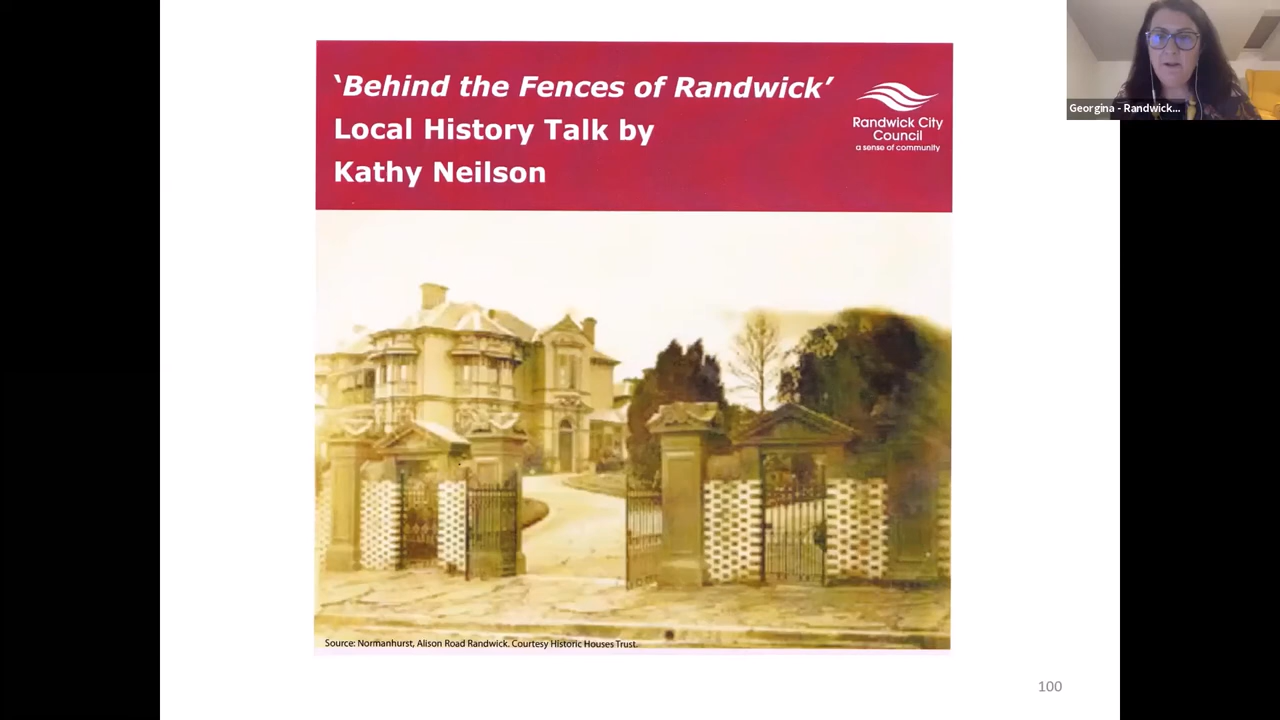 'Behind the Fences of Randwick'
Local History Talk by
Kathy Neilson
Randwick City
Council
a sense of community
Georgina - Randwick...
Source: Normanhurst, Alison Road Randwick. Courtesy Historic Houses Trust.
100